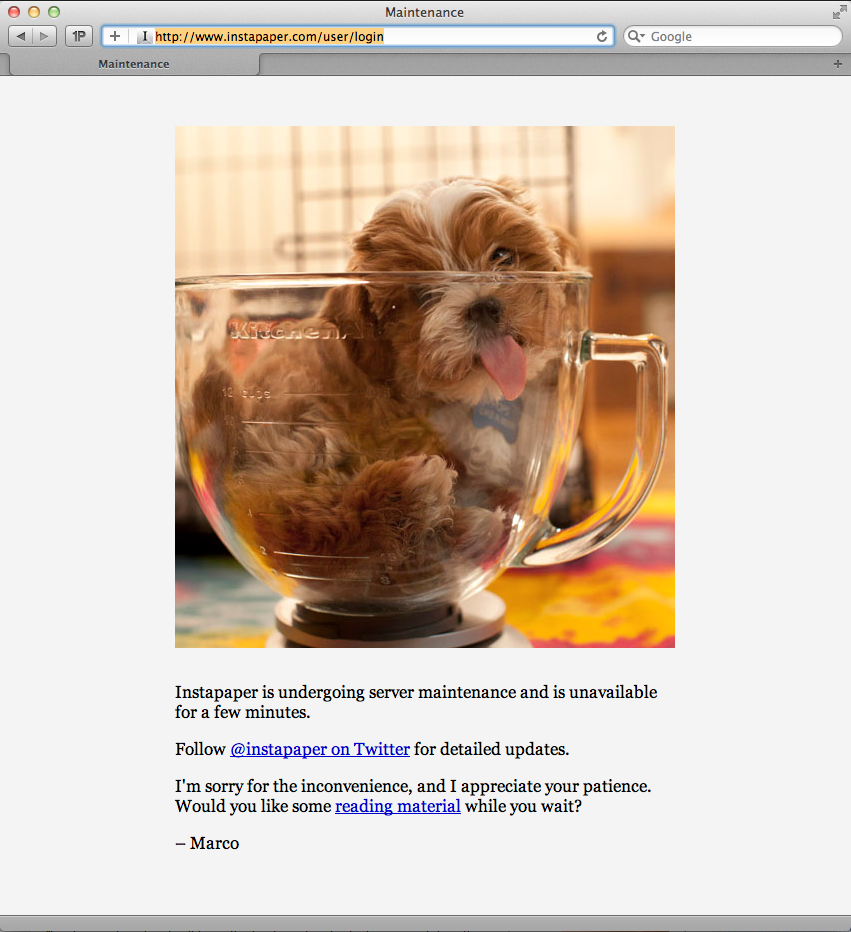 Maintenance
1P
http://www.instapaper.com/user/login
Google
Maintenance
KitchenA
12 cups
2
Instapaper is undergoing server maintenance and is unavailable
for a few minutes.
Follow @instapaper on Twitter for detailed updates.
I'm sorry for the inconvenience, and I appreciate your patience.
Would you like some reading material while you wait?
– Marco